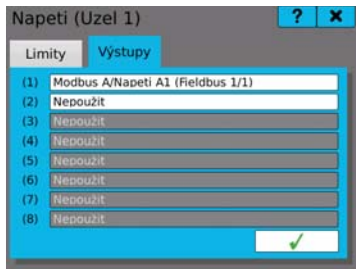 Napeti (Uzel 1)
?
Limity
Výstupy
(1) Modbus A/Napeti A1 (Fieldbus 1/1)
(2) Nepoužit
(3) Nepoužit
(4) Nepoužit
(5) Nepoužit
(6) Nepoužit
(7) Nepoužit
(8) Nepoužit